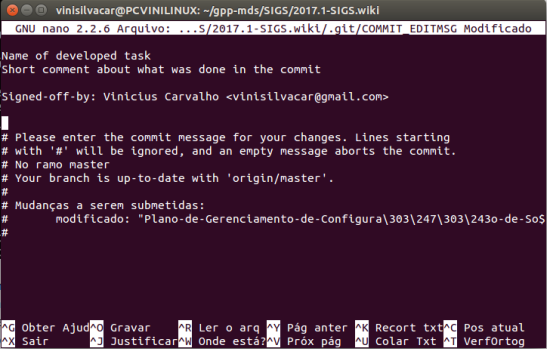 vinisilvacar@PCVINILINUX: ~/gpp-mds/SIGS/2017.1-SIGS.wiki
GNU nano 2.2.6 Arquivo: ...S/2017.1-SIGS.wiki/.git/COMMIT_EDITMSG Modificado
Name of developed task
Short comment about what was done in the commit
Signed-off-by: Vinicius Carvalho <vinisilvacar@gmail.com>
# Please enter the commit message for your changes. Lines starting
# with '#' will be ignored, and an empty message aborts the commit.
# No ramo master
# Your branch is up-to-date with 'origin/master'.
#
# Mudanças a serem submetidas:
#       modificado: "Plano-de-Gerenciamento-de-Configura\303\247\303\243o-de-So$
#
^G Obter Ajud^O Gravar ^R Ler o arq ^Y Pág anter ^K Recort txt^C Pos atual
^X Sair ^J Justificar^W Onde está?^V Próx pág ^U Colar Txt ^T VerfOrtog